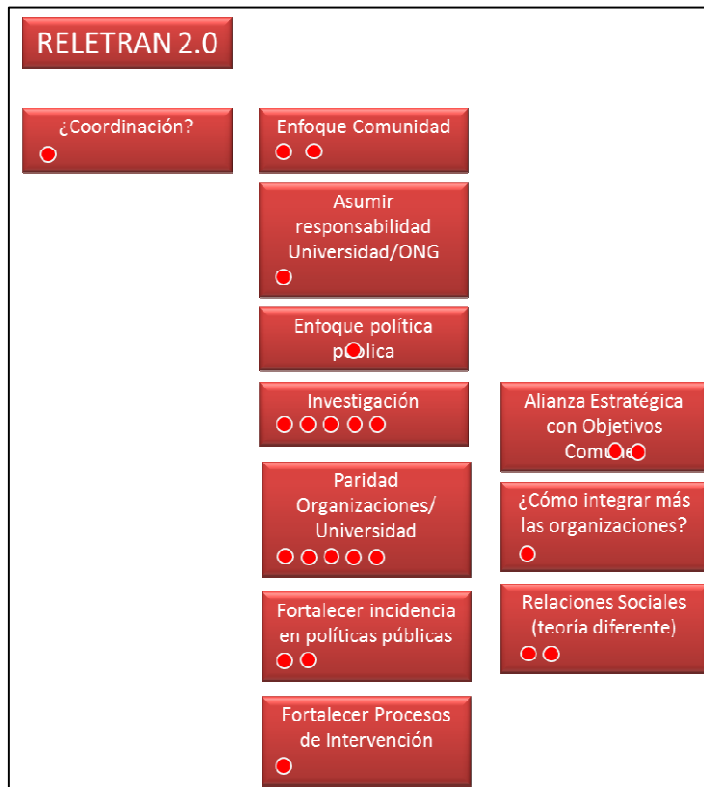 RELETRAN 2.0
¿Coordinación?
Enfoque Comunidad
Asumir
responsabilidad
Universidad/ONG
Enfoque política
pública
Investigación
Paridad
Organizaciones/
Universidad
Fortalecer incidencia
en políticas públicas
Fortalecer Procesos
de Intervención
Alianza Estratégica
con Objetivos
Comunes
¿Cómo integrar más
las organizaciones?
Relaciones Sociales
(teoría diferente)